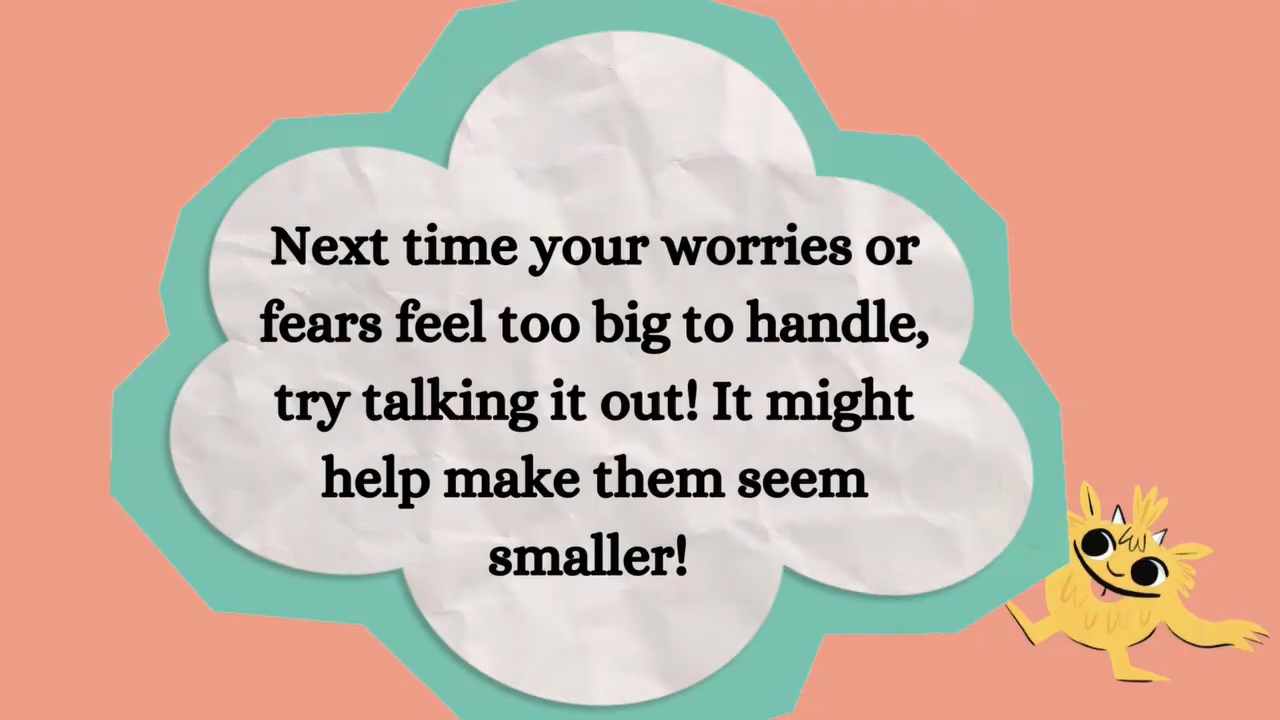 Next time your worries or
fears feel too big to handle,
try talking it out! It might
help make them seem
smaller!